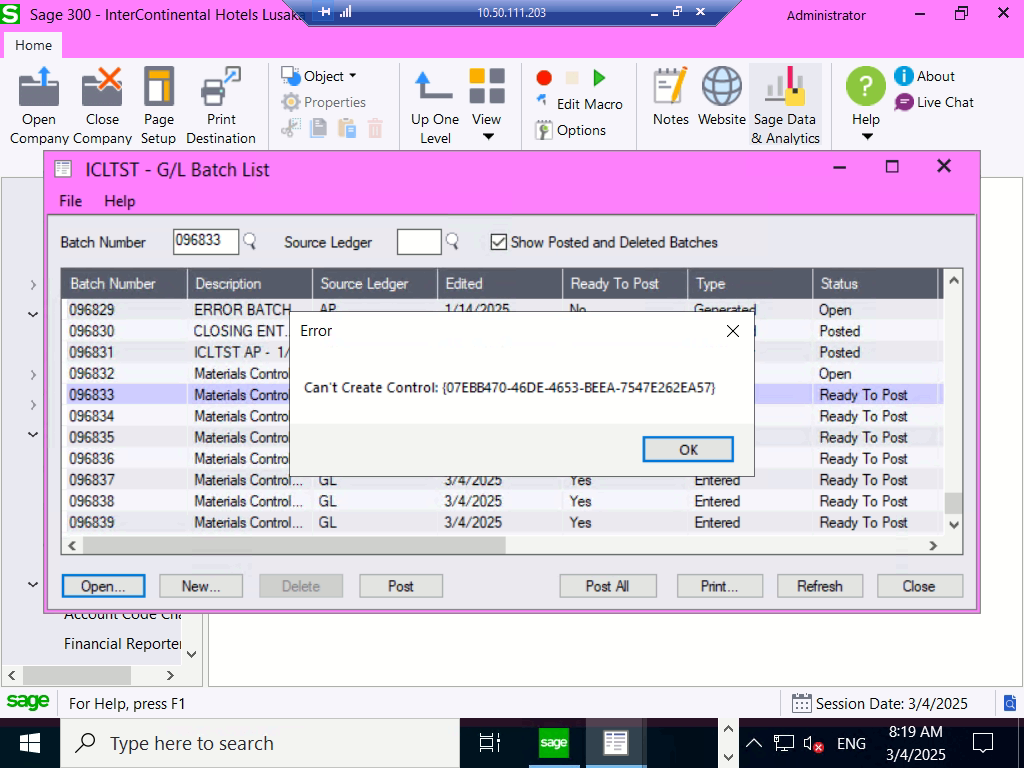 Sage 300 - InterContinental Hotels Lusaka
10.50.111.203
Administrator
Home
Open Company
Close Company
Page Setup
Print Destination
Object
Properties
Up One Level
View
Edit Macro
Options
Notes
Website
Sage Data & Analytics
Help
About
Live Chat
ICLTST - G/L Batch List
File Help
Batch Number 096833 Source Ledger Show Posted and Deleted Batches
Batch Number Description Source Ledger Edited Ready To Post Type Status
096829 ERROR BATCH AP 1/14/2025 No Generated Open
096830 CLOSING ENT... Posted
096831 ICLTST AP - 1/ Posted
096832 Materials Control Open
096833 Materials Control Ready To Post
096834 Materials Control Ready To Post
096835 Materials Control Ready To Post
096836 Materials Control Ready To Post
096837 Materials Control... GL 3/4/2025 Yes Entered Ready To Post
096838 Materials Control... GL 3/4/2025 Yes Entered Ready To Post
096839 Materials Control... GL 3/4/2025 Yes Entered Ready To Post
Error
Can't Create Control: {07EBB470-46DE-4653-BEEA-7547E262EA57}
OK
Open... New... Delete Post Post All Print... Refresh Close
Account Code Cha
Financial Reporter
sage For Help, press F1 Session Date: 3/4/2025
Type here to search
sage
ENG
8:19 AM
3/4/2025